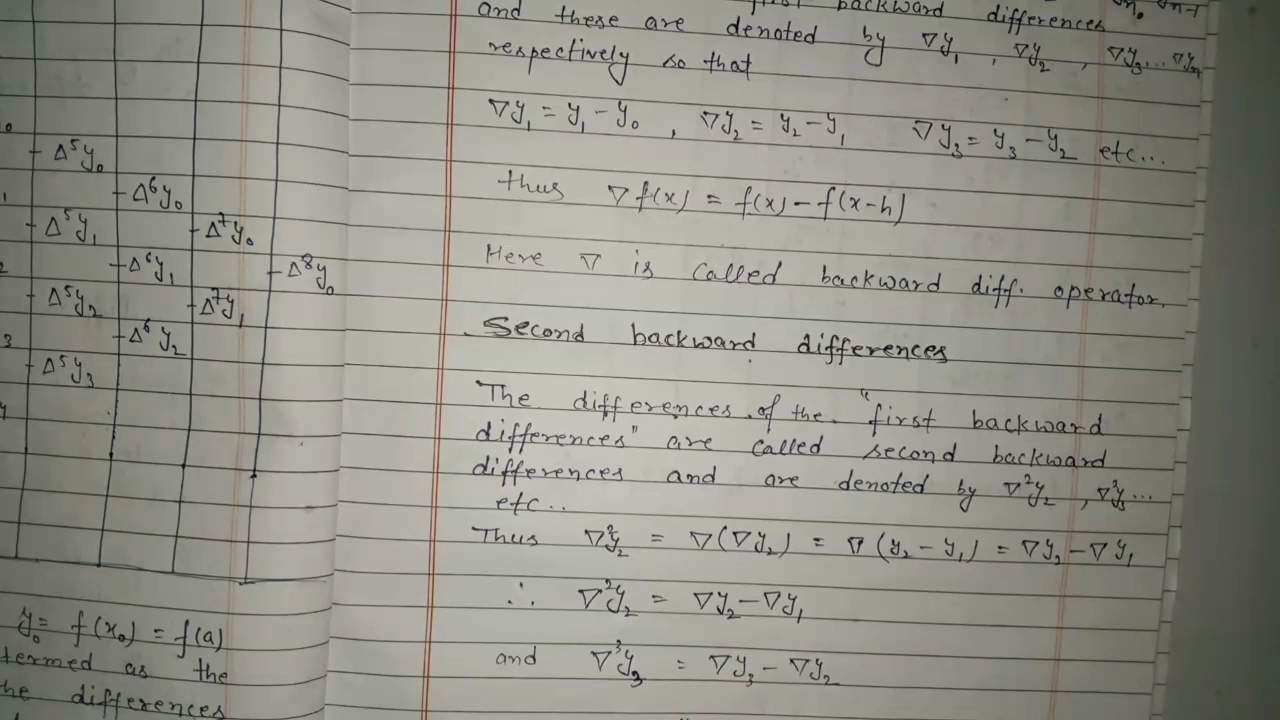 Δ⁵y₀
Δ⁶y₀
Δ⁵y₁
Δ⁷y₀
Δ⁶y₁
Δ⁸y₀
Δ⁵y₂
Δ⁷y₁
Δ⁶y₂
Δ⁵y₃
y₀ = f(x₀) = f(a)
termed as the
the differences
backward differences
and these are denoted by ∇y₁, ∇y₂, ∇y₃...∇yₙ
respectively so that
∇y₁ = y₁ - y₀, ∇y₂ = y₂ - y₁ ∇y₃ = y₃ - y₂ etc...
thus ∇f(x) = f(x) - f(x-h)
Here ∇ is called backward diff. operator.
Second backward differences
The differences of the "first backward
differences" are called second backward
differences and are denoted by ∇²y₂, ∇²y₃...
etc..
Thus ∇²y₂ = ∇(∇y₂) = ∇(y₂ - y₁) = ∇y₂ - ∇y₁
∴ ∇²y₂ = ∇y₂ - ∇y₁
and ∇³y₃ = ∇y₃ - ∇y₂